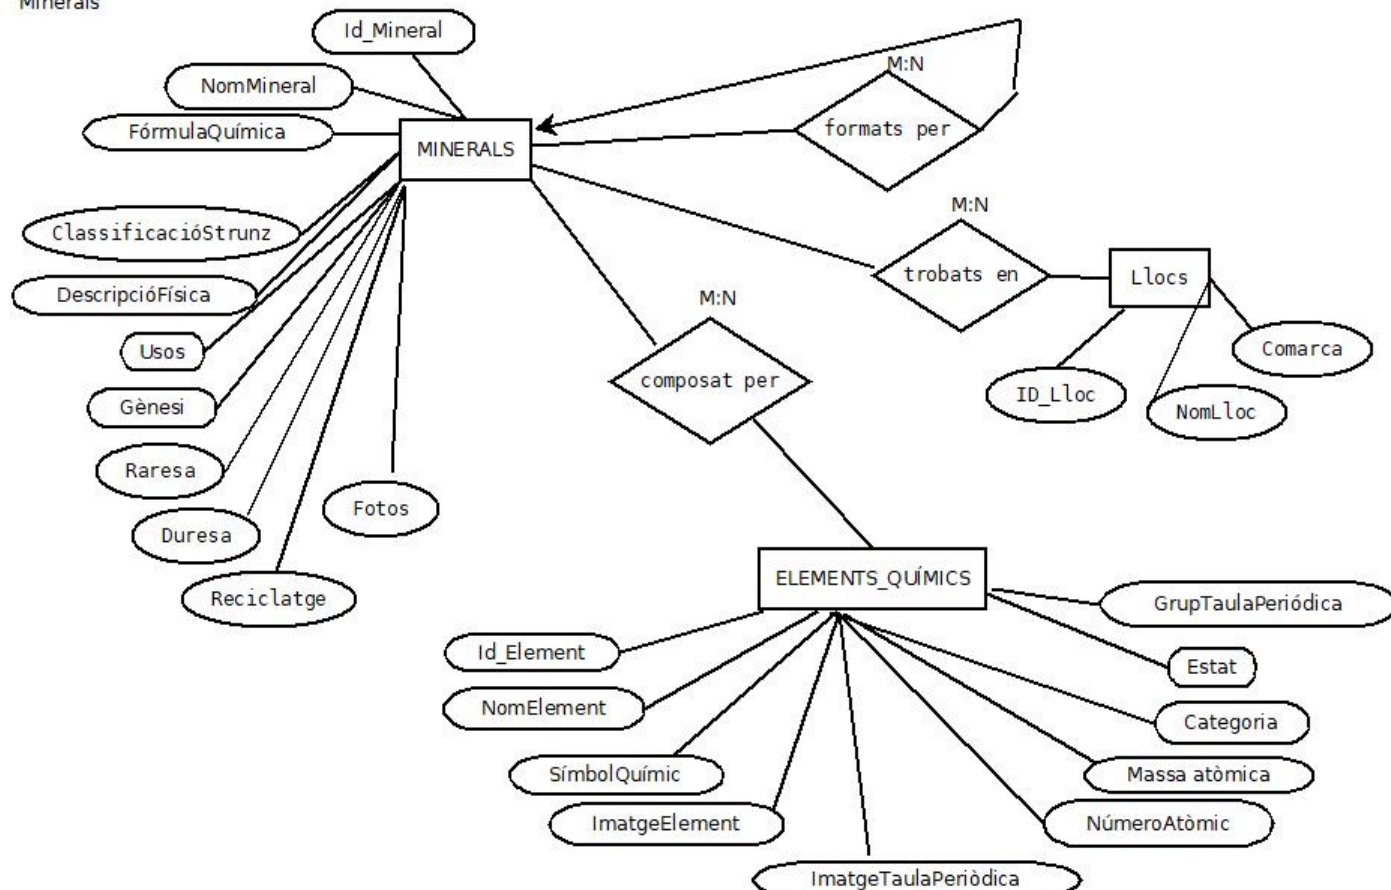 Minerals
Id_Mineral
NomMineral
FórmulaQuímica
MINERALS
M:N
formats per
ClassificacióStrunz
DescripcióFísica
Usos
Gènesi
Raresa
Duresa
Reciclatge
Fotos
M:N
trobats en
Llocs
Comarca
ID_Lloc
NomLloc
M:N
composat per
ELEMENTS_QUÍMICS
GrupTaulaPeriódica
Id_Element
Estat
NomElement
Categoria
SímbolQuímic
Massa atòmica
ImatgeElement
NúmeroAtòmic
ImatgeTaulaPeriòdica